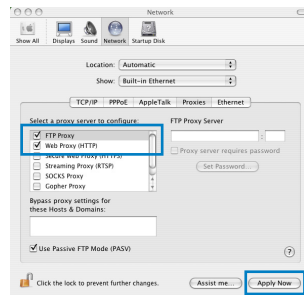 Network
Show All Displays Sound Network Startup Disk
Location: Automatic
Show: Built-in Ethernet
TCP/IP PPPoE AppleTalk Proxies Ethernet
Select a proxy server to configure: FTP Proxy Server
FTP Proxy :
Web Proxy (HTTP) Proxy server requires password
Secure Web Proxy (HTTPS)
Streaming Proxy (RTSP) Set Password...
SOCKS Proxy
Gopher Proxy
Bypass proxy settings for
these Hosts & Domains:
Use Passive FTP Mode (PASV) ?
Click the lock to prevent further changes. Assist me... Apply Now